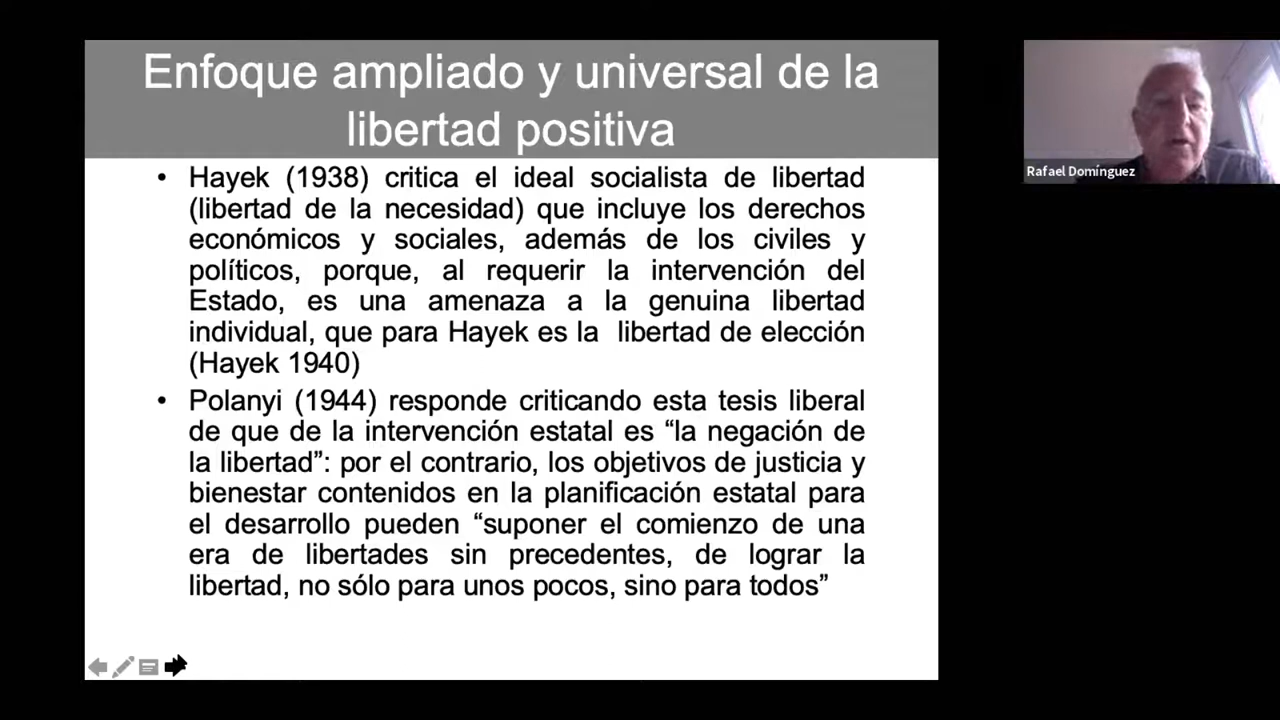 Enfoque ampliado y universal de la
libertad positiva
• Hayek (1938) critica el ideal socialista de libertad
(libertad de la necesidad) que incluye los derechos
económicos y sociales, además de los civiles y
políticos, porque, al requerir la intervención del
Estado, es una amenaza a la genuina libertad
individual, que para Hayek es la libertad de elección
(Hayek 1940)
• Polanyi (1944) responde criticando esta tesis liberal
de que de la intervención estatal es “la negación de
la libertad”: por el contrario, los objetivos de justicia y
bienestar contenidos en la planificación estatal para
el desarrollo pueden “suponer el comienzo de una
era de libertades sin precedentes, de lograr la
libertad, no sólo para unos pocos, sino para todos”
Rafael Domínguez